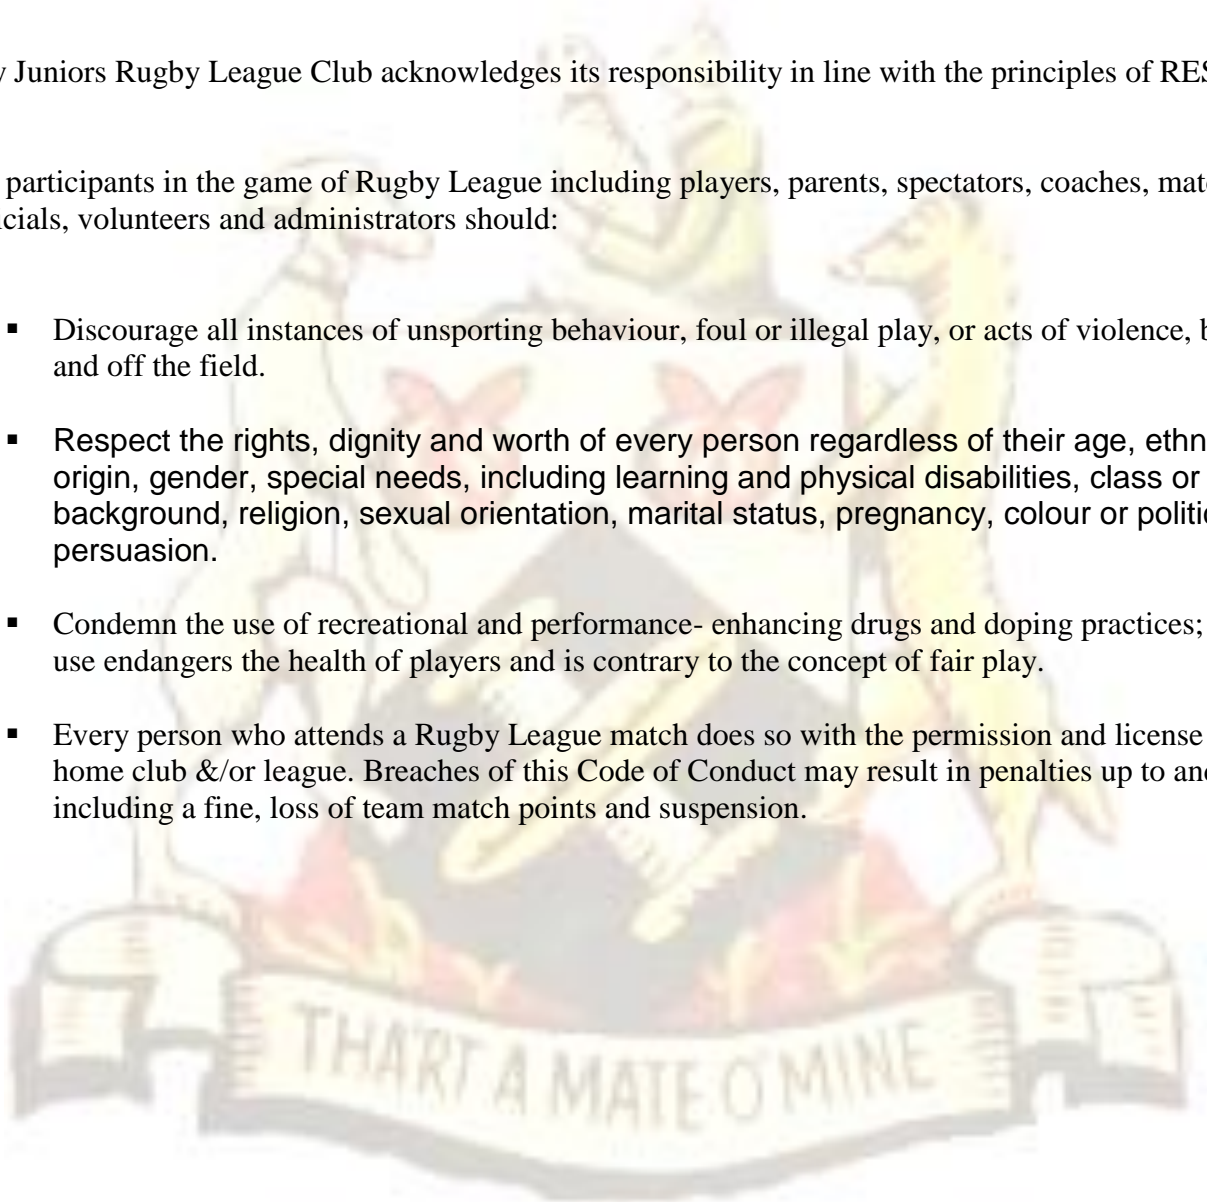 y Juniors Rugby League Club acknowledges its responsibility in line with the principles of RES
participants in the game of Rugby League including players, parents, spectators, coaches, mat
icials, volunteers and administrators should:
▪ Discourage all instances of unsporting behaviour, foul or illegal play, or acts of violence, b
and off the field.
▪ Respect the rights, dignity and worth of every person regardless of their age, ethn
origin, gender, special needs, including learning and physical disabilities, class or
background, religion, sexual orientation, marital status, pregnancy, colour or politi
persuasion.
▪ Condemn the use of recreational and performance- enhancing drugs and doping practices;
use endangers the health of players and is contrary to the concept of fair play.
▪ Every person who attends a Rugby League match does so with the permission and license
home club &/or league. Breaches of this Code of Conduct may result in penalties up to and
including a fine, loss of team match points and suspension.
THA'RT A MATE O' MINE